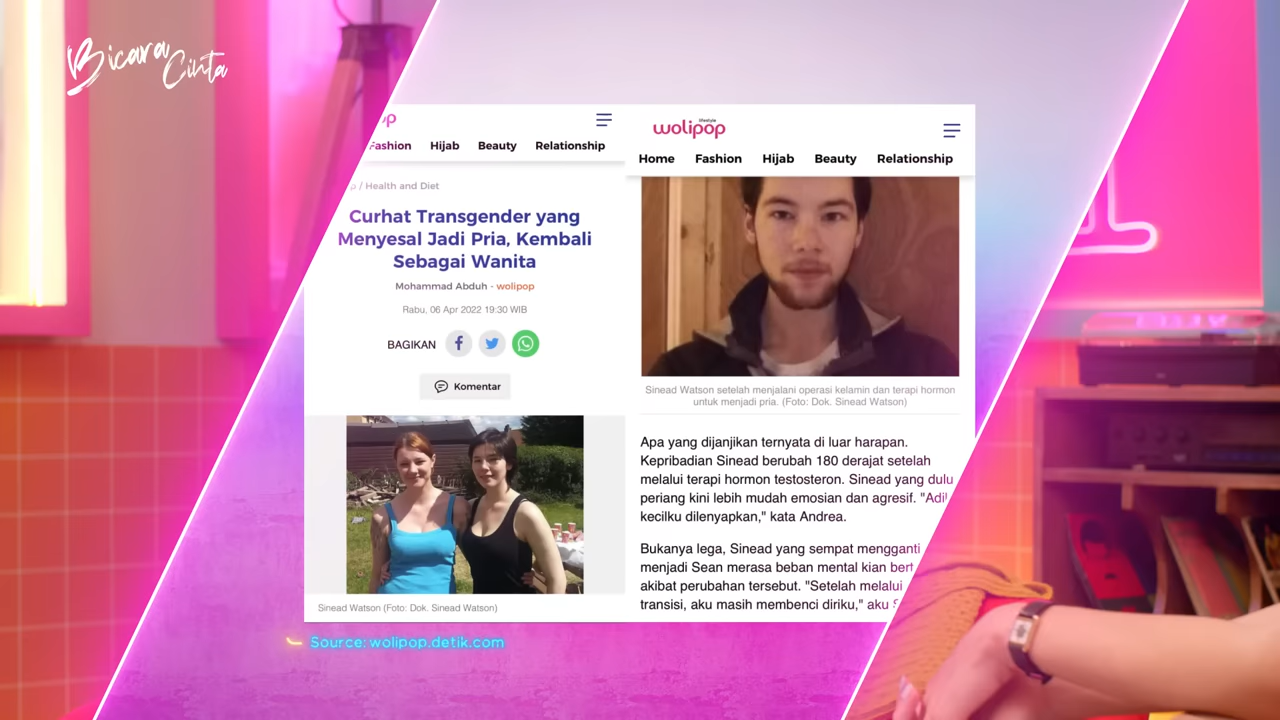 Bicara
Cinta
Fashion Hijab Beauty Relationship
/ Health and Diet
Curhat Transgender yang
Menyesal Jadi Pria, Kembali
Sebagai Wanita
Mohammad Abduh - wolipop
Rabu, 06 Apr 2022 19:30 WIB
BAGIKAN
Komentar
Sinead Watson (Foto: Dok. Sinead Watson)
lifestyle
wolipop
Home Fashion Hijab Beauty Relationship
Sinead Watson setelah menjalani operasi kelamin dan terapi hormon
untuk menjadi pria. (Foto: Dok. Sinead Watson)
Apa yang dijanjikan ternyata di luar harapan.
Kepribadian Sinead berubah 180 derajat setelah
melalui terapi hormon testosteron. Sinead yang dulu
periang kini lebih mudah emosian dan agresif.
kecilku dilenyapkan," kata Andrea.
Bukanya lega, Sinead yang sempat mengganti
menjadi Sean merasa beban mental kian
akibat perubahan tersebut. "Setelah melalui
transisi, aku masih membenci diriku," aku
Source: wolipop.detik.com